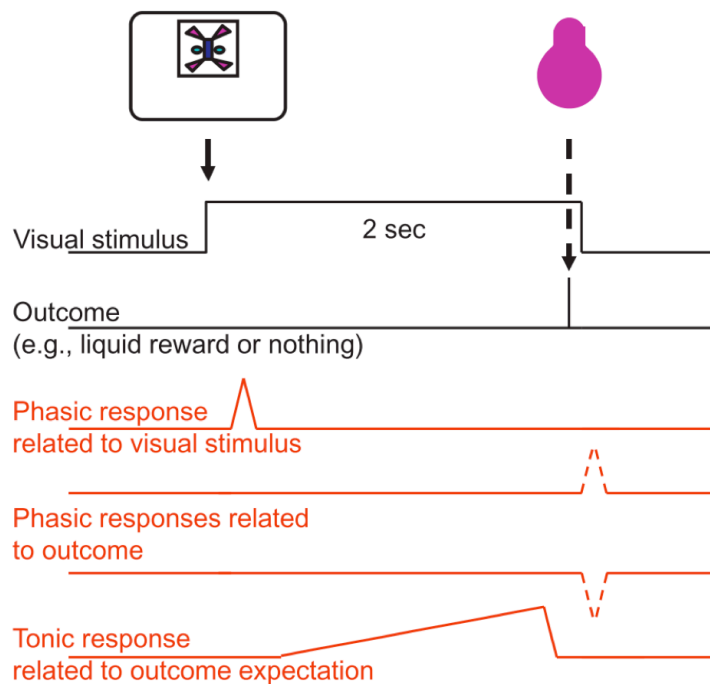 2 sec
Visual stimulus
Outcome
(e.g., liquid reward or nothing)
Phasic response
related to visual stimulus
Phasic responses related
to outcome
Tonic response
related to outcome expectation